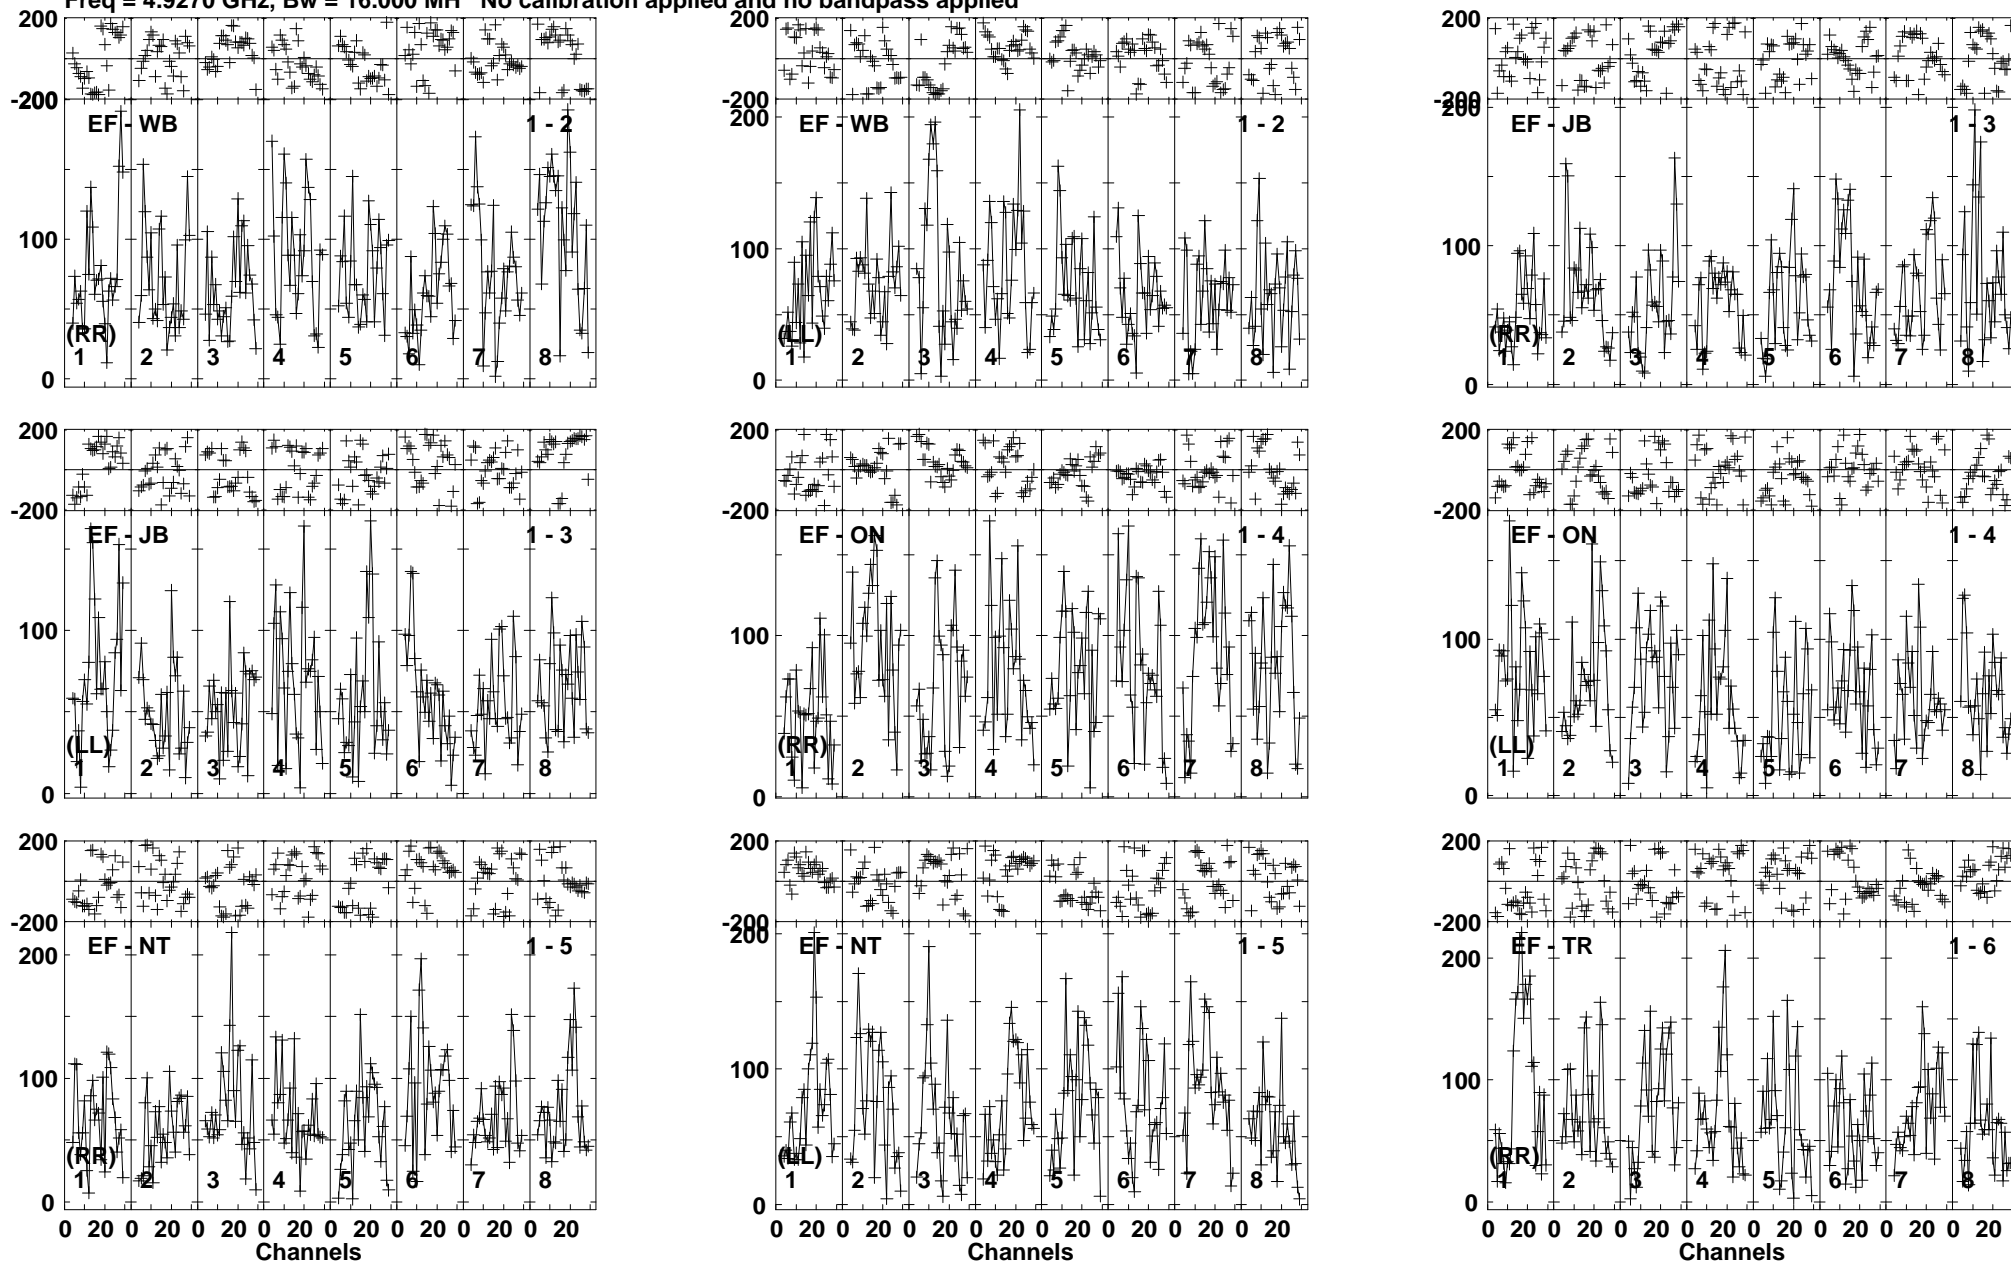 Freq = 4.9270 GHz, Bw = 16.000 MH No calibration applied and no bandpass applied
200
-200
EF - WB 1 - 2
100
(RR)
1 2 3 4 5 6 7 8
0
200
-200
200
EF - WB 1 - 2
100
(LL)
1 2 3 4 5 6 7 8
0
200
-200
200
EF - JB 1 - 3
100
(RR)
1 2 3 4 5 6 7 8
0
200
-200
EF - JB 1 - 3
100
(LL)
1 2 3 4 5 6 7 8
0
200
-200
EF - ON 1 - 4
100
(RR)
1 2 3 4 5 6 7 8
0
200
-200
EF - ON 1 - 4
100
(LL)
1 2 3 4 5 6 7 8
0
200
-200
EF - NT 1 - 5
200
100
(RR)
1 2 3 4 5 6 7 8
0
0 20 0 20 0 20 0 20 0 20 0 20 0 20 0 20
Channels
200
-200
200
EF - NT 1 - 5
100
(LL)
1 2 3 4 5 6 7 8
0
0 20 0 20 0 20 0 20 0 20 0 20 0 20 0 20
Channels
200
-200
EF - TR 1 - 6
200
100
(RR)
1 2 3 4 5 6 7 8
0
0 20 0 20 0 20 0 20 0 20 0 20 0 20 0 20
Channels